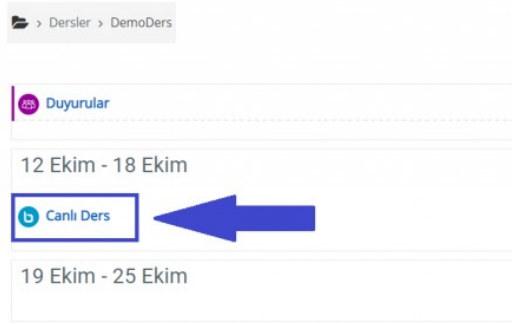 > Dersler > DemoDers
Duyurular
12 Ekim - 18 Ekim
b Canlı Ders
19 Ekim - 25 Ekim